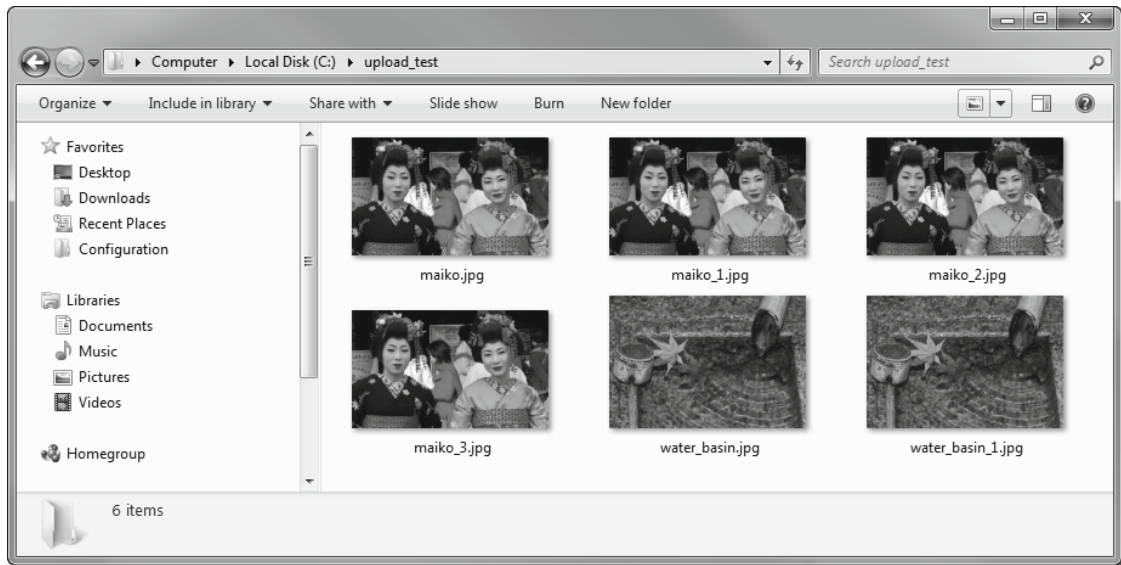 Computer Local Disk (C:) upload_test
Search upload_test
Organize Include in library Share with Slide show Burn New folder
Favorites
Desktop
Downloads
Recent Places
Configuration
Libraries
Documents
Music
Pictures
Videos
Homegroup
maiko.jpg maiko_1.jpg maiko_2.jpg
maiko_3.jpg water_basin.jpg water_basin_1.jpg
6 items